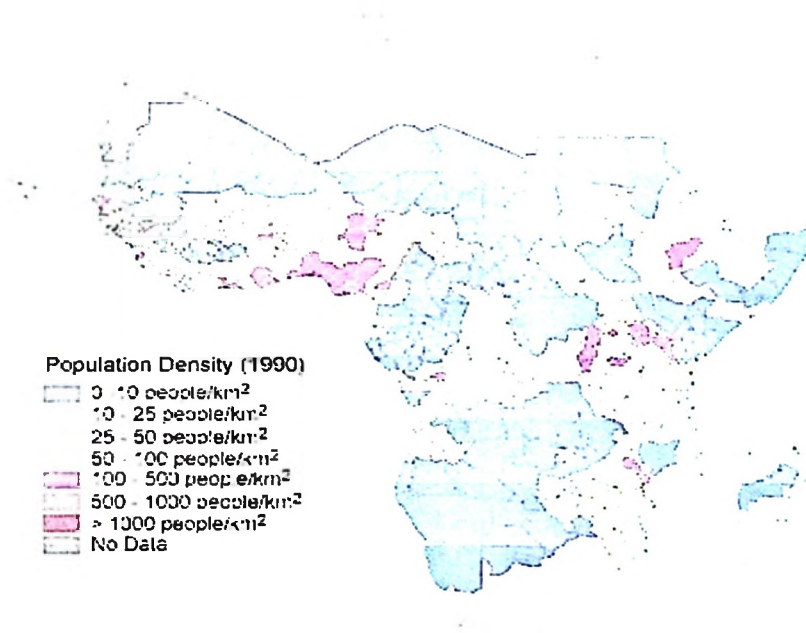 Population Density (1990)
0 - 10 people/km²
10 - 25 people/km²
25 - 50 people/km²
50 - 100 people/km²
100 - 500 people/km²
500 - 1000 people/km²
> 1000 people/km²
No Data